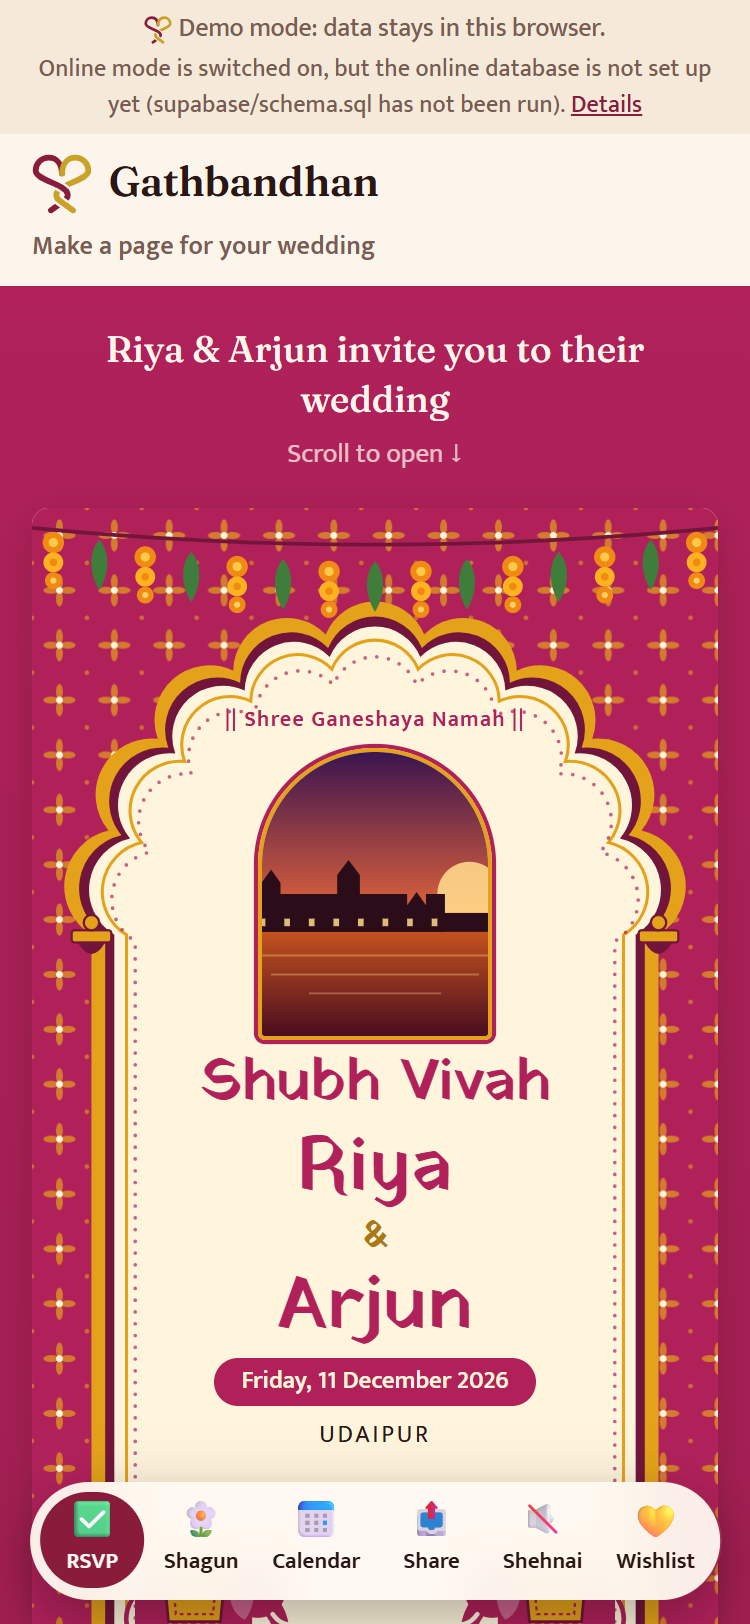 Demo mode: data stays in this browser.
Online mode is switched on, but the online database is not set up
yet (supabase/schema.sql has not been run). Details
Gathbandhan
Make a page for your wedding
Riya & Arjun invite you to their
wedding
Scroll to open ↓
|| Shree Ganeshaya Namah ||
Shubh Vivah
Riya
&
Arjun
Friday, 11 December 2026
UDAIPUR
RSVP Shagun Calendar Share Shehnai Wishlist